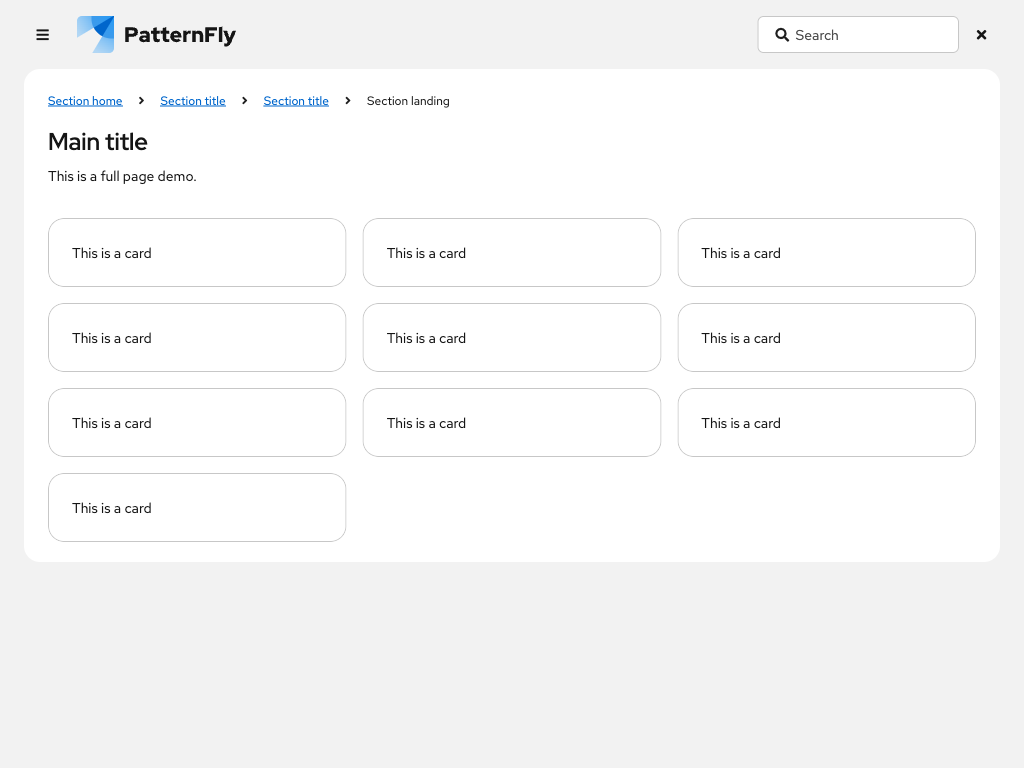 PatternFly
Search
Section home
Section title
Section title
Section landing
Main title
This is a full page demo.
This is a card
This is a card
This is a card
This is a card
This is a card
This is a card
This is a card
This is a card
This is a card
This is a card